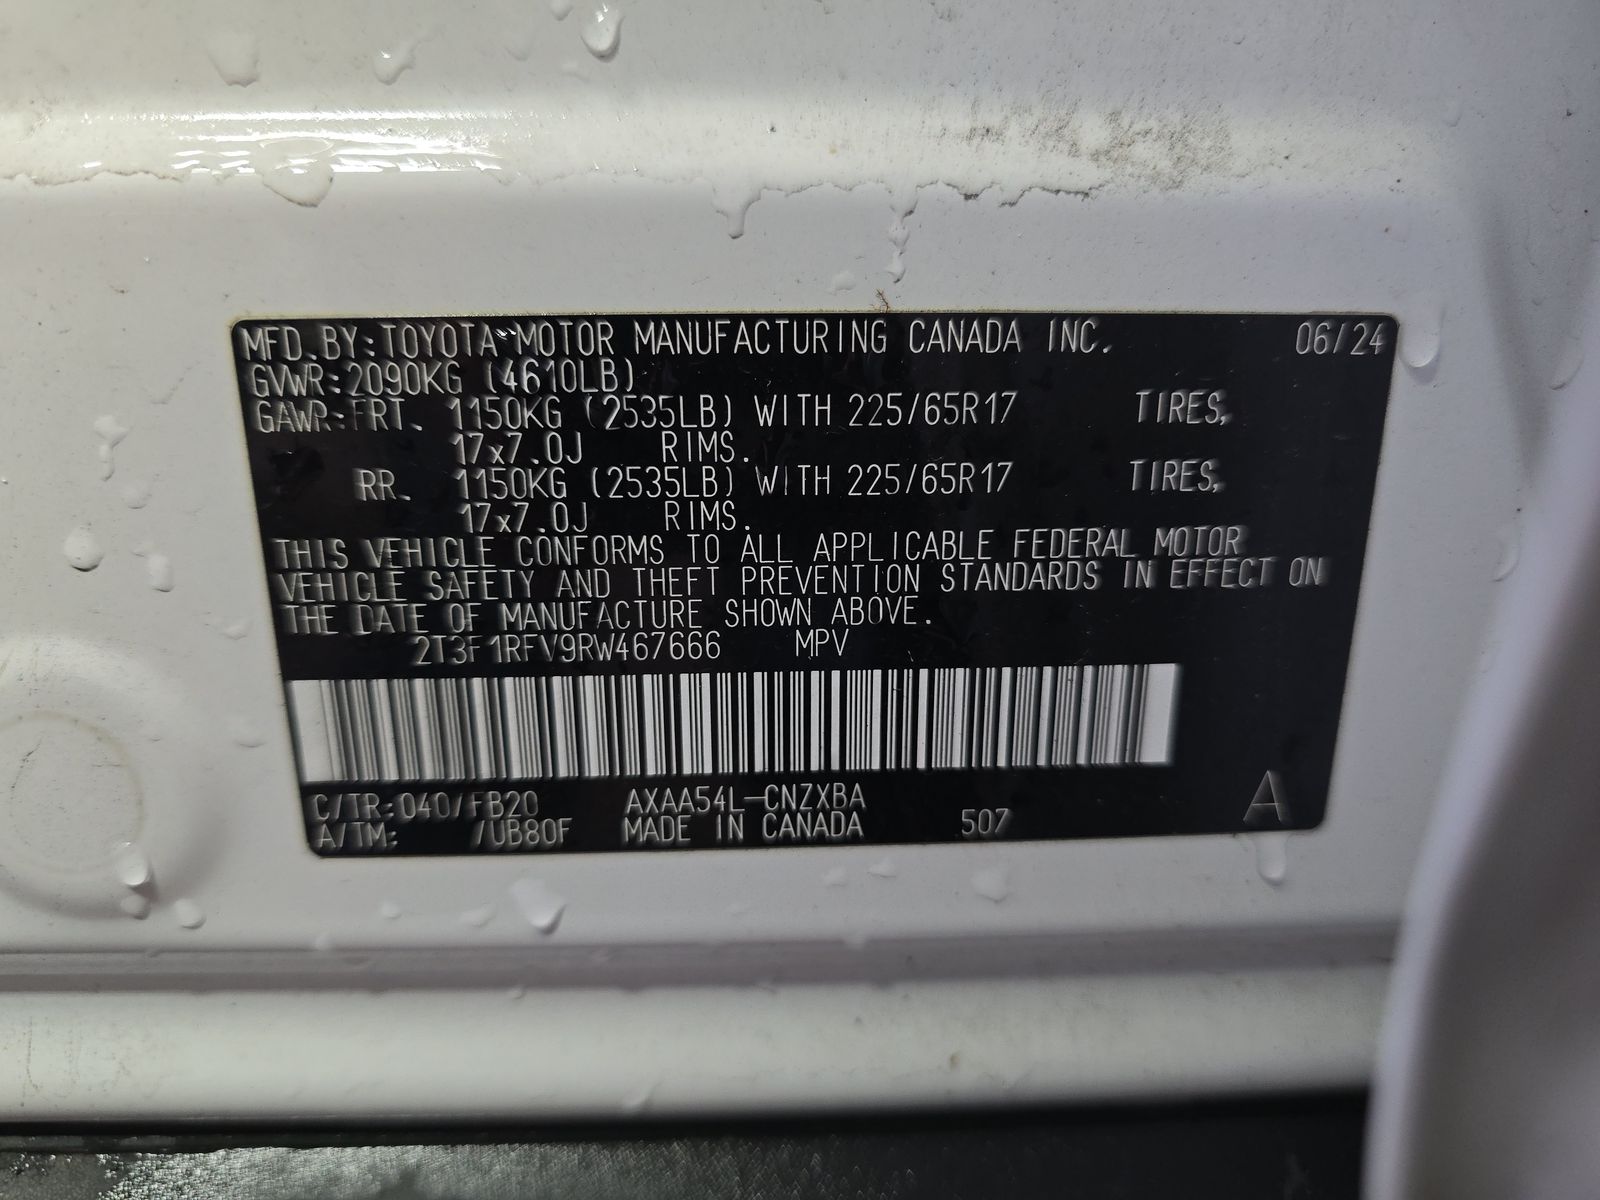 MFD. BY: TOYOTA MOTOR MANUFACTURING CANADA INC. 06/24
GVWR: 2090KG (4610LB)
GAWR: FRT. 1150KG (2535LB) WITH 225/65R17 TIRES,
17x7.0J RIMS.
RR. 1150KG (2535LB) WITH 225/65R17 TIRES,
17x7.0J RIMS.
THIS VEHICLE CONFORMS TO ALL APPLICABLE FEDERAL MOTOR
VEHICLE SAFETY AND THEFT PREVENTION STANDARDS IN EFFECT ON
THE DATE OF MANUFACTURE SHOWN ABOVE.
2T3F1RFV9RW467666 MPV
C/TR: 040/FB20 AXAA54L-CNZXBA
A/TM: /UB80F MADE IN CANADA 507 A